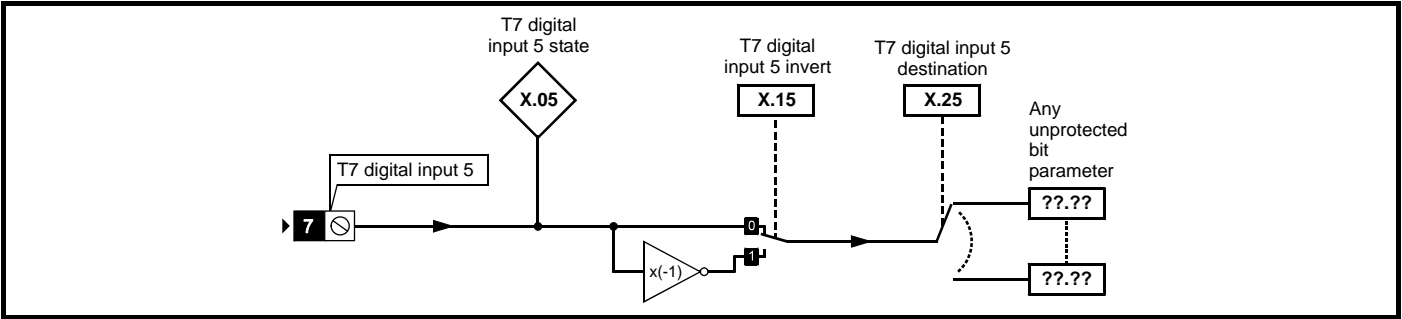 T7 digital
input 5 state
X.05
T7 digital
input 5 invert
X.15
T7 digital input 5
destination
X.25
Any
unprotected
bit
parameter
??.??
??.??
T7 digital input 5
7
0
1
x(-1)